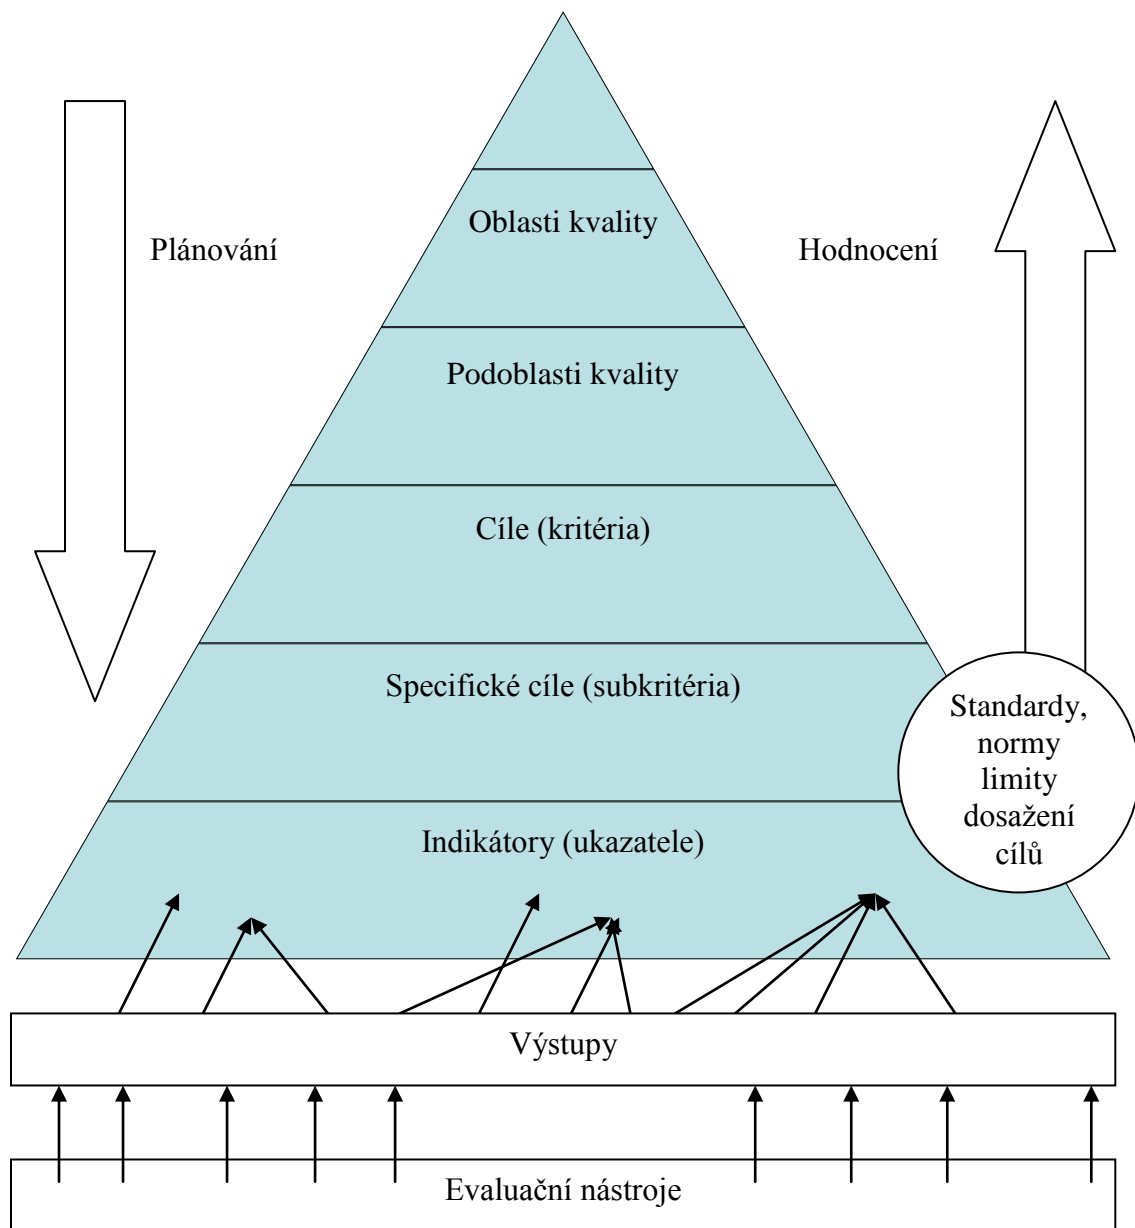 Oblasti kvality
Plánování
Hodnocení
Podoblasti kvality
Cíle (kritéria)
Specifické cíle (subkritéria)
Standardy,
normy
limity
dosažení
cílů
Indikátory (ukazatele)
Výstupy
Evaluační nástroje